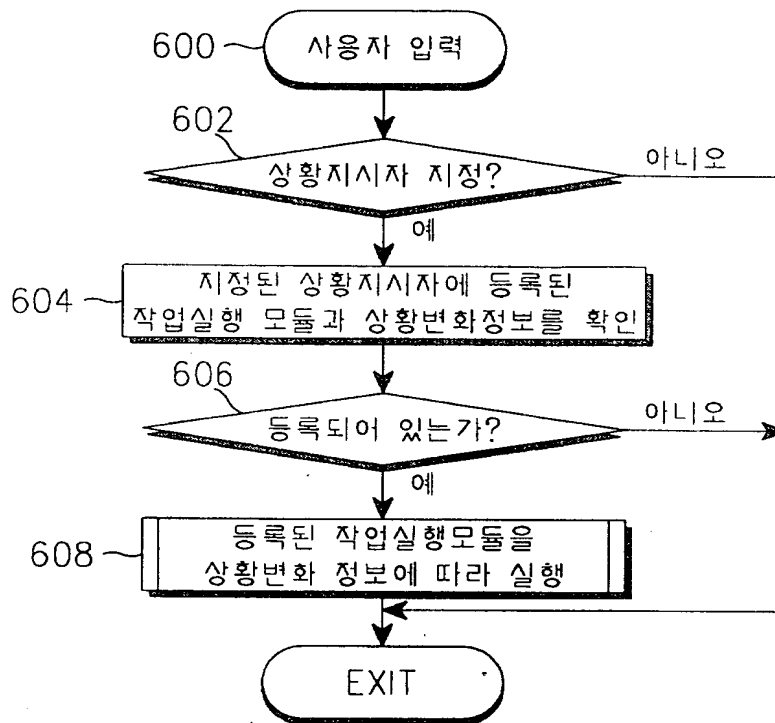 600
사용자 입력
602
상황지시자 지정?
아니오
예
604
지정된 상황지시자에 등록된
작업실행 모듈과 상황변화정보를 확인
606
등록되어 있는가?
아니오
예
608
등록된 작업실행모듈을
상황변화 정보에 따라 실행
EXIT